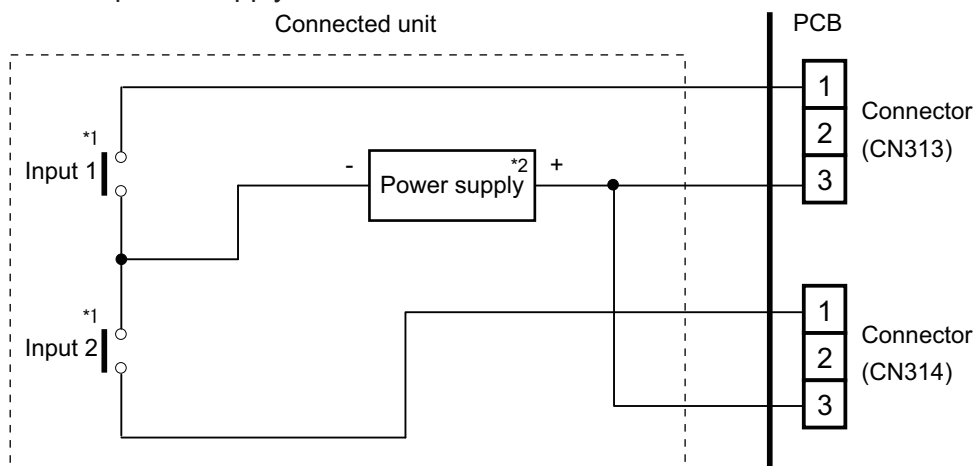 Connected unit
PCB
1
2
3
Connector
(CN313)
*1
Input 1
-
*2
+
Power supply
*1
Input 2
1
2
3
Connector
(CN314)